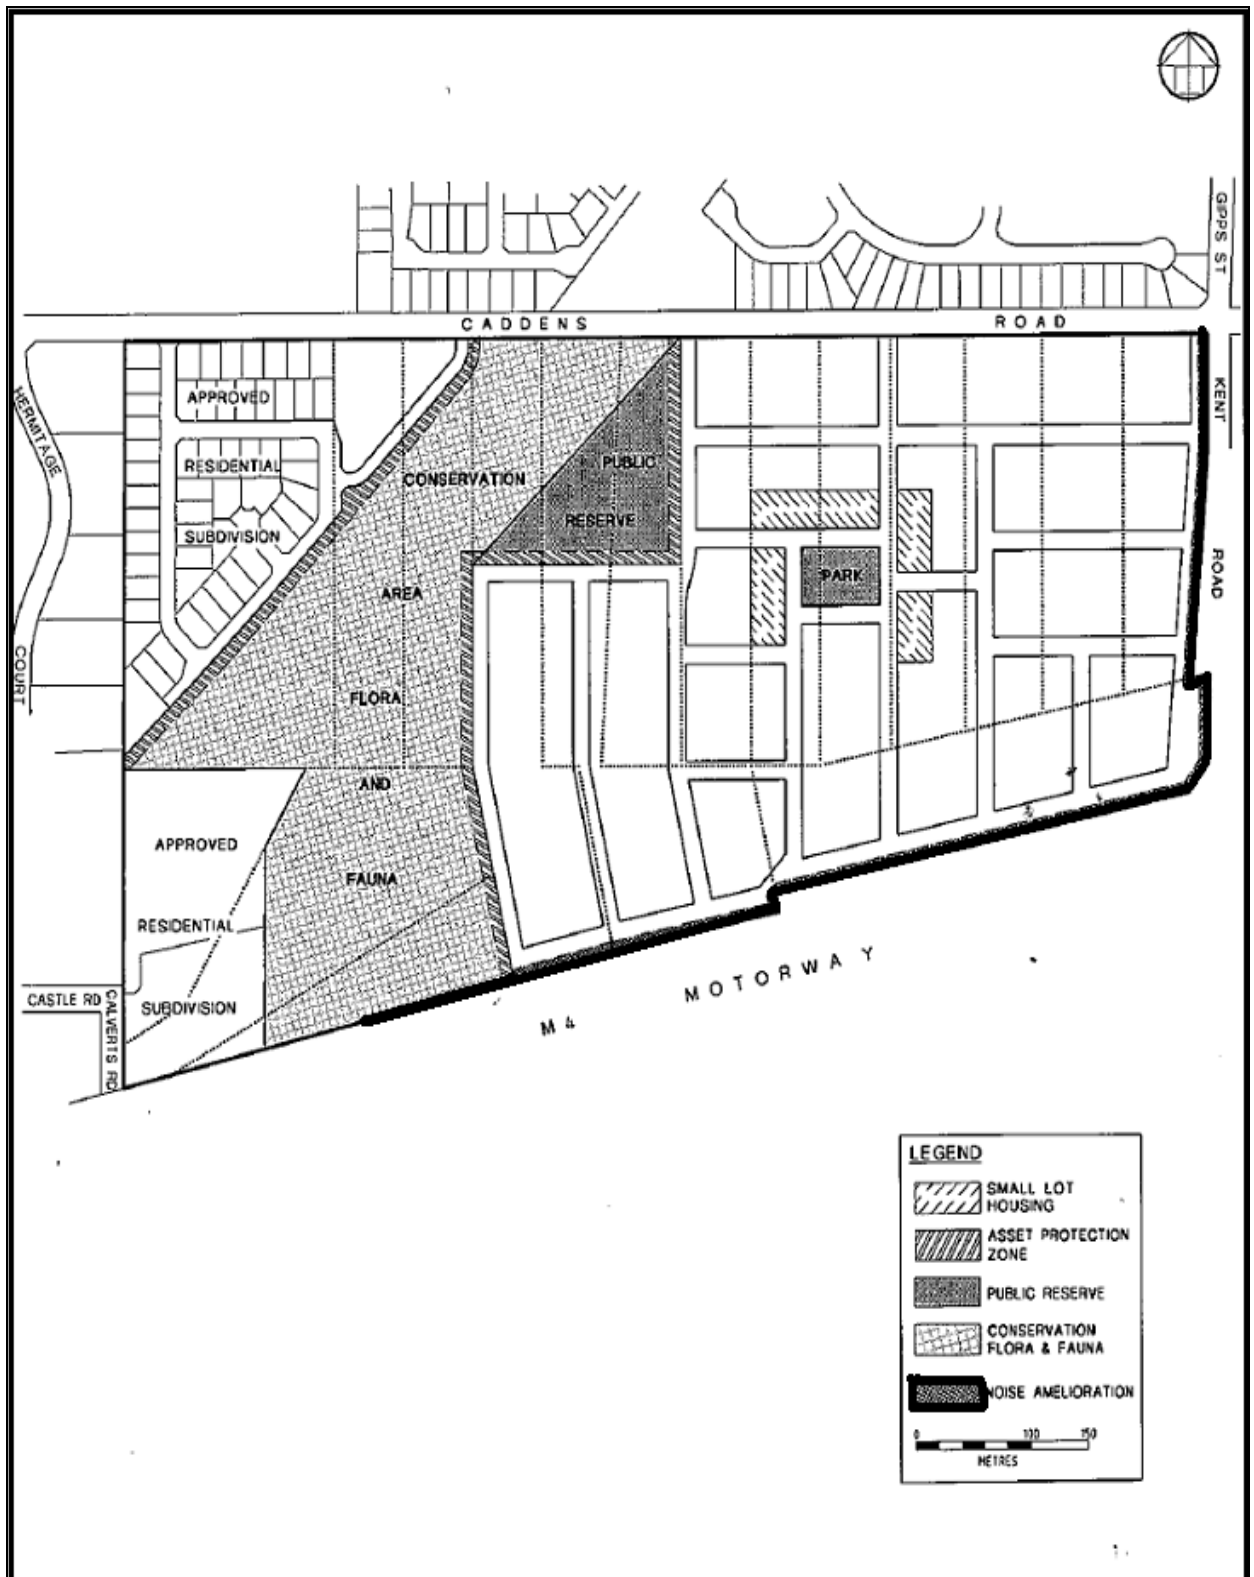 GIPPS ST
CADDENS ROAD
KENT ROAD
HERMITAGE COURT
APPROVED
RESIDENTIAL
SUBDIVISION
CONSERVATION
AREA
FLORA
AND
FAUNA
PUBLIC
RESERVE
PARK
APPROVED
RESIDENTIAL
SUBDIVISION
CASTLE RD
CALVERTS RD
M4 MOTORWAY
LEGEND
SMALL LOT
HOUSING
ASSET PROTECTION
ZONE
PUBLIC RESERVE
CONSERVATION
FLORA & FAUNA
NOISE AMELIORATION
0 100 150
METRES